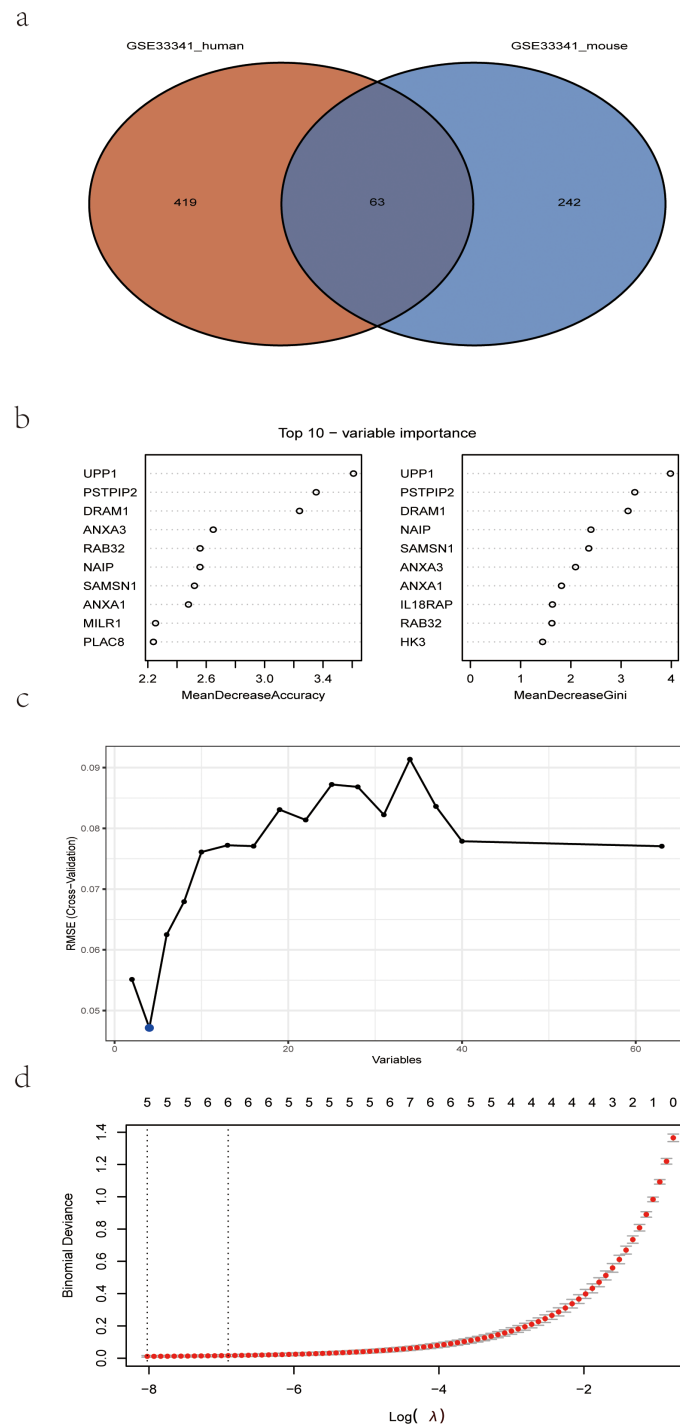 a
GSE33341_human GSE33341_mouse
419 63 242
b
Top 10 − variable importance
UPP1
PSTPIP2
DRAM1
ANXA3
RAB32
NAIP
SAMSN1
ANXA1
MILR1
PLAC8
2.2 2.6 3.0 3.4
MeanDecreaseAccuracy
UPP1
PSTPIP2
DRAM1
NAIP
SAMSN1
ANXA3
ANXA1
IL18RAP
RAB32
HK3
0 1 2 3 4
MeanDecreaseGini
c
RMSE (Cross−Validation)
0.09
0.08
0.07
0.06
0.05
0 20 40 60
Variables
d
5 5 5 6 6 6 6 5 5 5 5 5 5 6 7 6 6 5 5 4 4 4 4 4 4 3 2 1 0
Binomial Deviance
1.4
1.2
1.0
0.8
0.6
0.4
0.2
0.0
−8 −6 −4 −2
Log( λ)